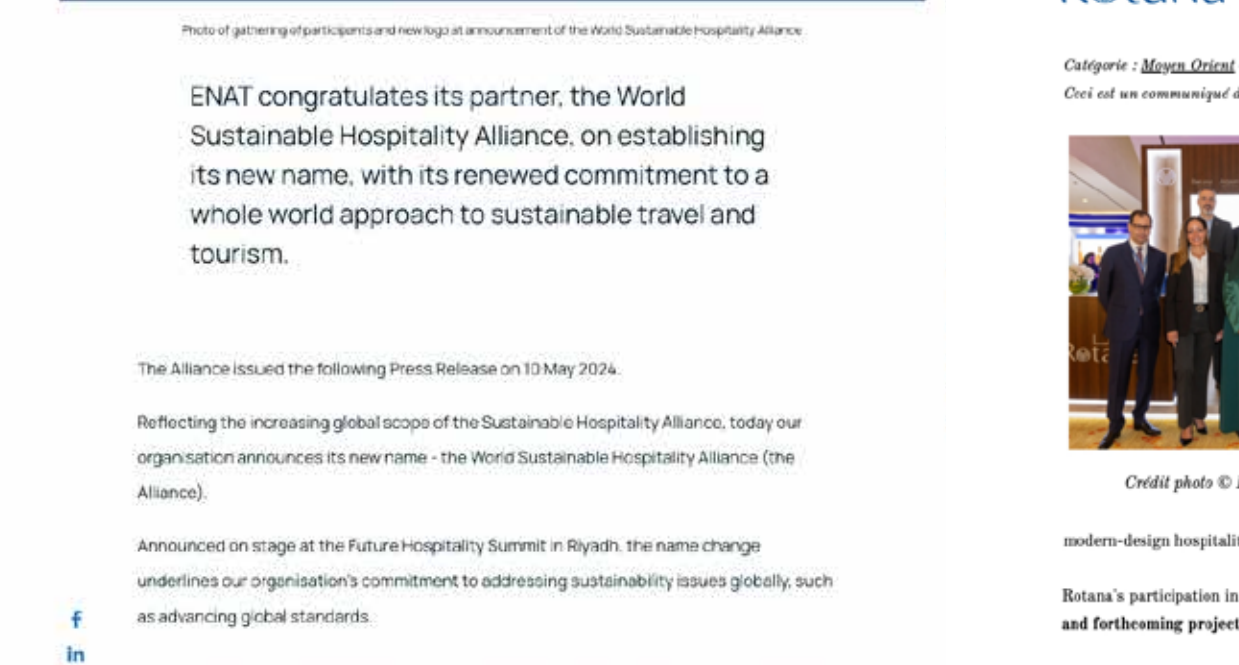 Photo of gathering of participants and new logo at announcement of the World Sustainable Hospitality Alliance
ENAT congratulates its partner, the World
Sustainable Hospitality Alliance, on establishing
its new name, with its renewed commitment to a
whole world approach to sustainable travel and
tourism.
The Alliance issued the following Press Release on 10 May 2024.
Reflecting the increasing global scope of the Sustainable Hospitality Alliance, today our
organisation announces its new name - the World Sustainable Hospitality Alliance (the
Alliance).
Announced on stage at the Future Hospitality Summit in Riyadh, the name change
underlines our organisation's commitment to addressing sustainability issues globally, such
as advancing global standards.
f
in
Catégorie : Moyen Orient
Ceci est un communiqué
Rota
Crédit photo ©
modern-design
Rotana's participation in
and forthcoming